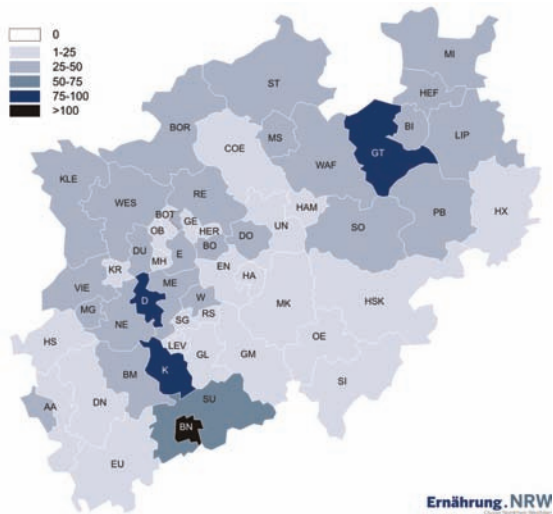 0
1-25
25-50
50-75
75-100
>100
MI
ST
HEF
BOR
MS
BI
LIP
COE
GT
WAF
KLE
RE
WES
HAM
PB
HX
BOT
GE
UN
SO
OB
HER
DO
DU
E
BO
MH
EN
KR
HA
HSK
VIE
ME
MK
D
W
MG
RS
NE
SG
OE
HS
LEV
GL
GM
BM
K
SI
SU
AA
DN
BN
EU
Ernährung.NRW